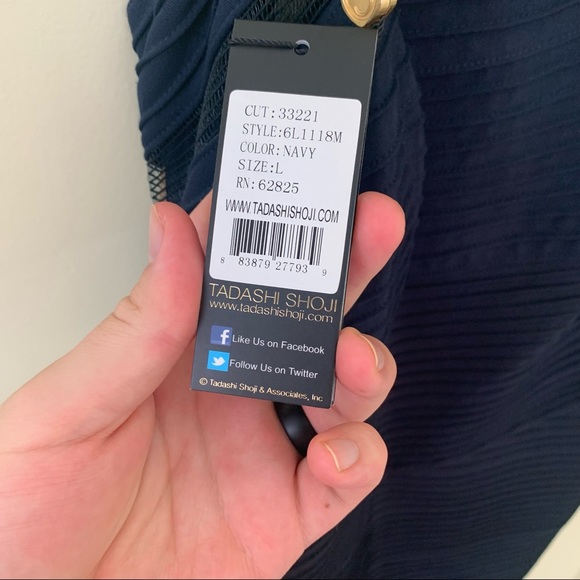 CUT:33221
STYLE:6L1118M
COLOR:NAVY
SIZE:L
RN:62825
WWW.TADASHISHOJI.COM
8 83879 27793 9
TADASHI SHOJI
www.tadashishoji.com
f Like Us on Facebook
Follow Us on Twitter
© Tadashi Shoji & Associates, Inc